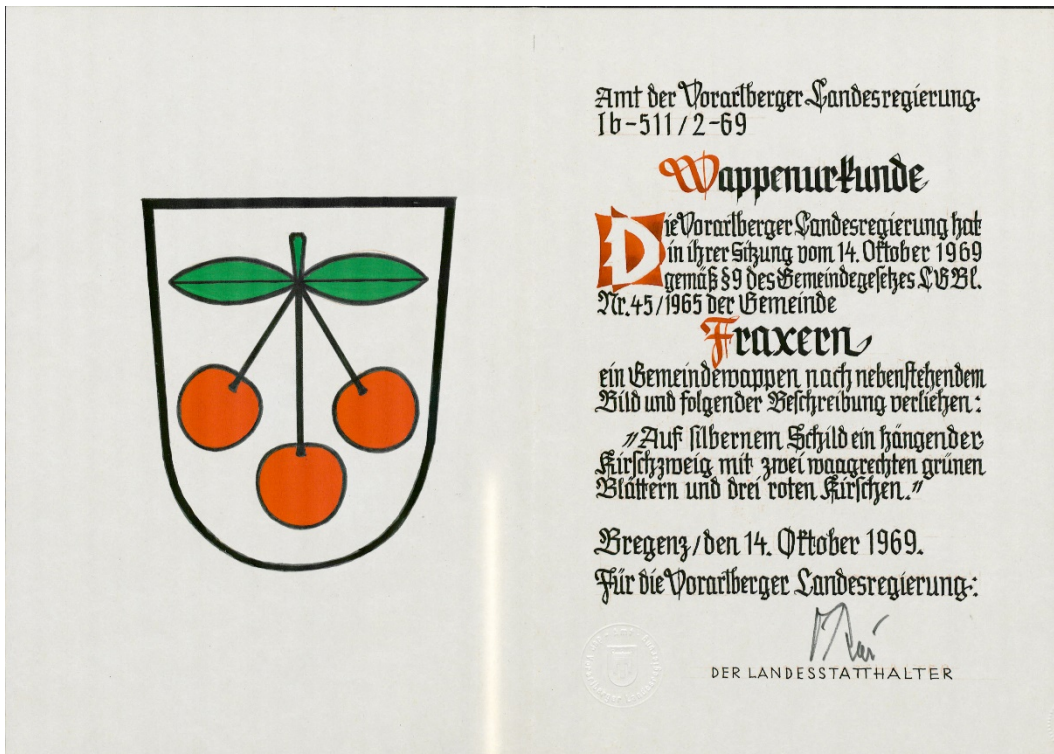 Amt der Vorarlberger Landesregierung
Ib-511/2-69
Wappenurkunde
Die Vorarlberger Landesregierung hat
in ihrer Sitzung vom 14. Oktober 1969
gemäß §9 des Gemeindegesetzes LGBl.
Nr. 45/1965 der Gemeinde
Fraxern
ein Gemeindewappen nach nebenstehendem
Bild und folgender Beschreibung verliehen:
"Auf silbernem Schild ein hängender
Kirschzweig mit zwei waagrechten grünen
Blättern und drei roten Kirschen."
Bregenz, den 14. Oktober 1969.
Für die Vorarlberger Landesregierung:
DER LANDESSTATTHALTER